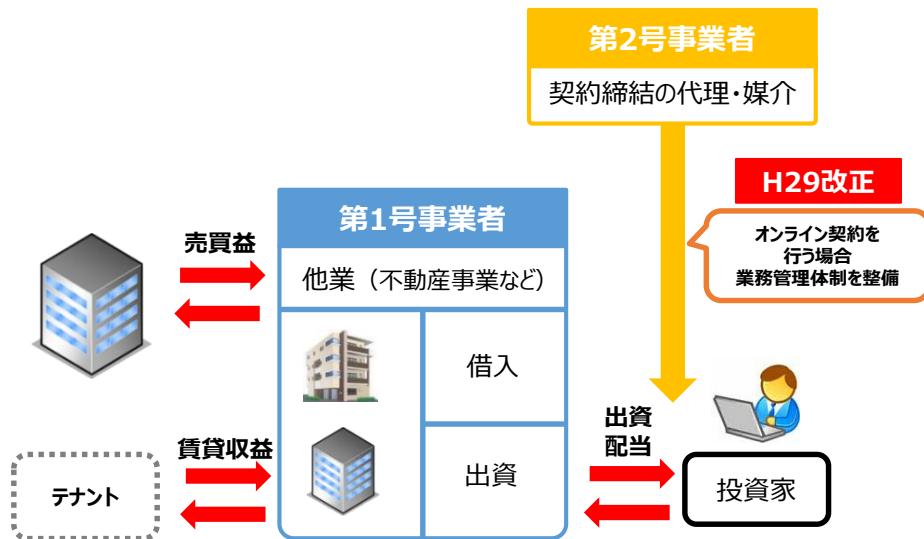 第2号事業者
契約締結の代理・媒介
H29改正
オンライン契約を
行う場合
業務管理体制を整備
第1号事業者
他業（不動産事業など）
借入
出資
売買益
賃貸収益
テナント
出資
配当
投資家